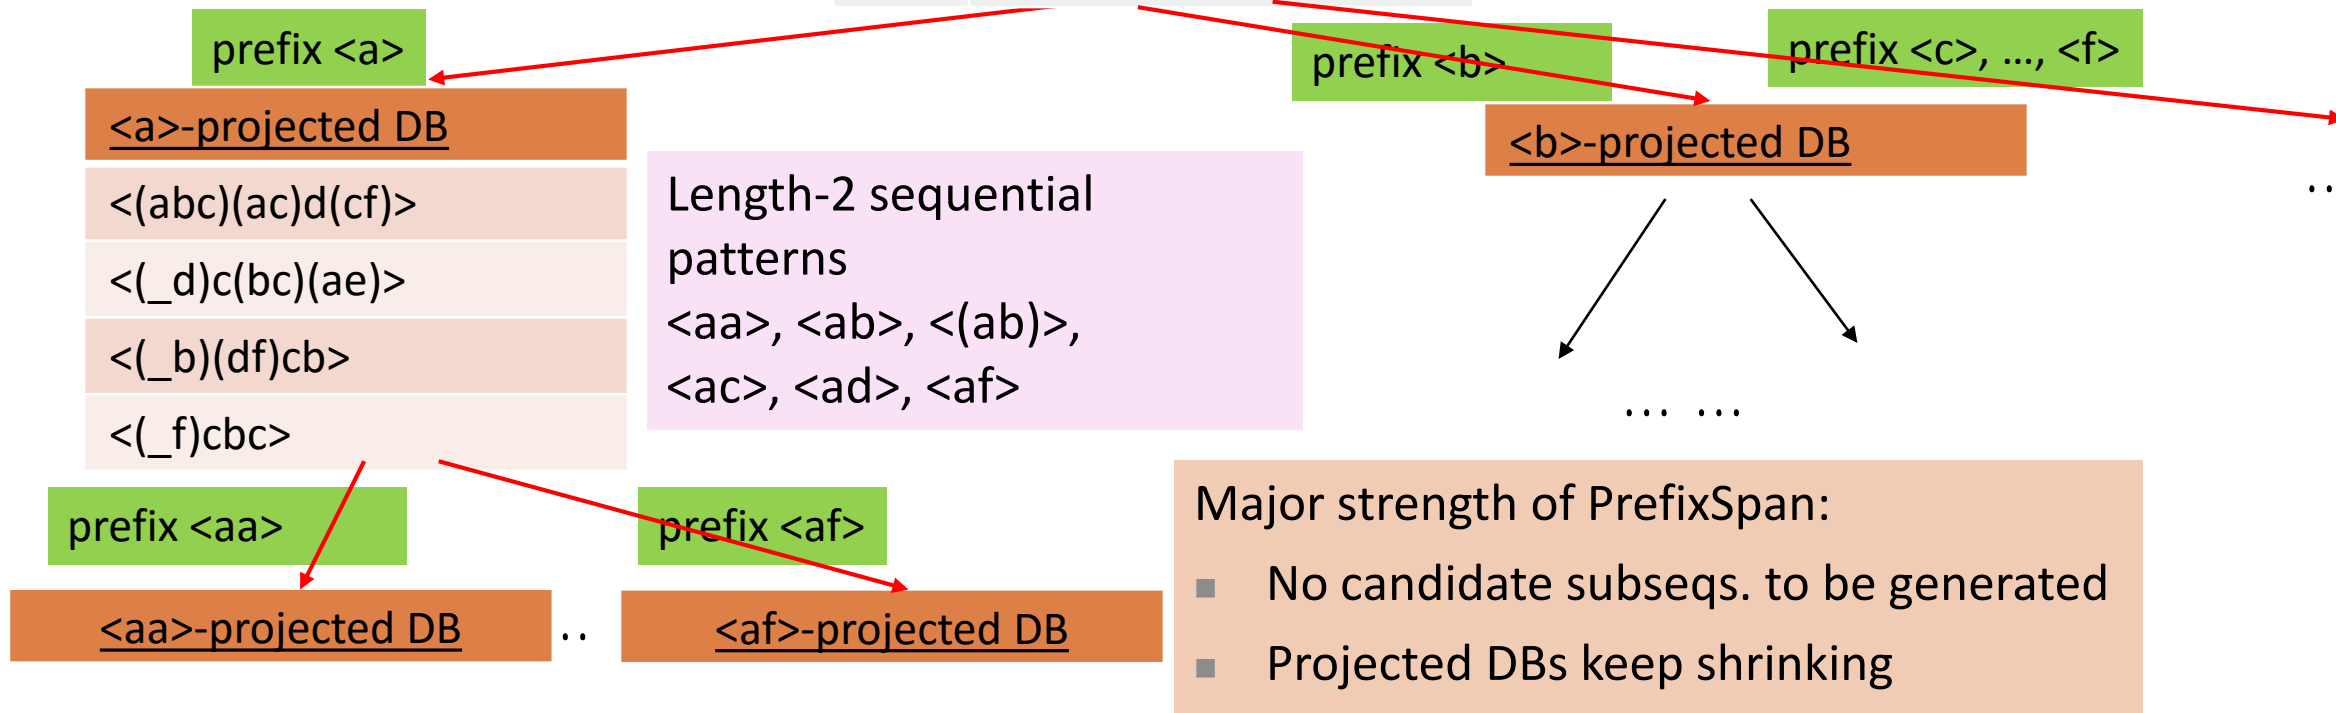 prefix <a>
prefix <b>
prefix <c>, ..., <f>
<a>-projected DB
<(abc)(ac)d(cf)>
<(_d)c(bc)(ae)>
<(_b)(df)cb>
<(_f)cbc>
Length-2 sequential
patterns
<aa>, <ab>, <(ab)>,
<ac>, <ad>, <af>
<b>-projected DB
...
... ...
prefix <aa>
prefix <af>
<aa>-projected DB
..
<af>-projected DB
Major strength of PrefixSpan:
▪ No candidate subseqs. to be generated
▪ Projected DBs keep shrinking